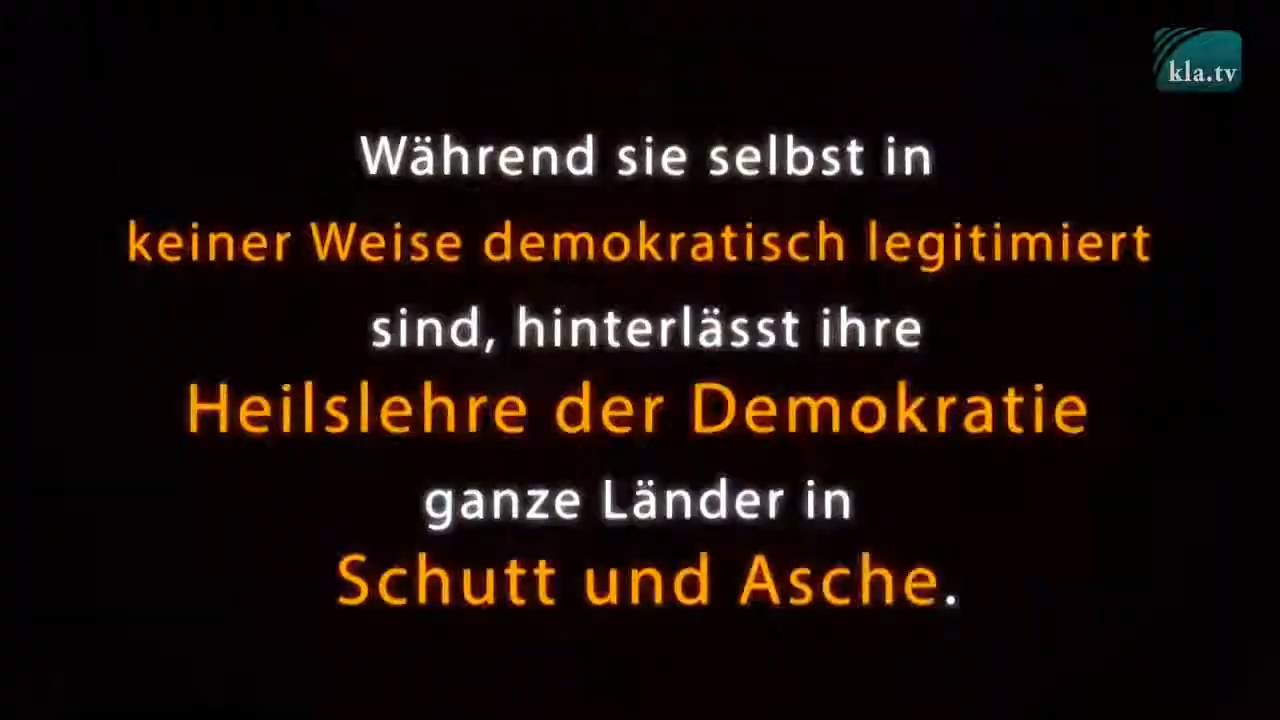 kla.tv
Während sie selbst in
keiner Weise demokratisch legitimiert
sind, hinterlässt ihre
Heilslehre der Demokratie
ganze Länder in
Schutt und Asche.